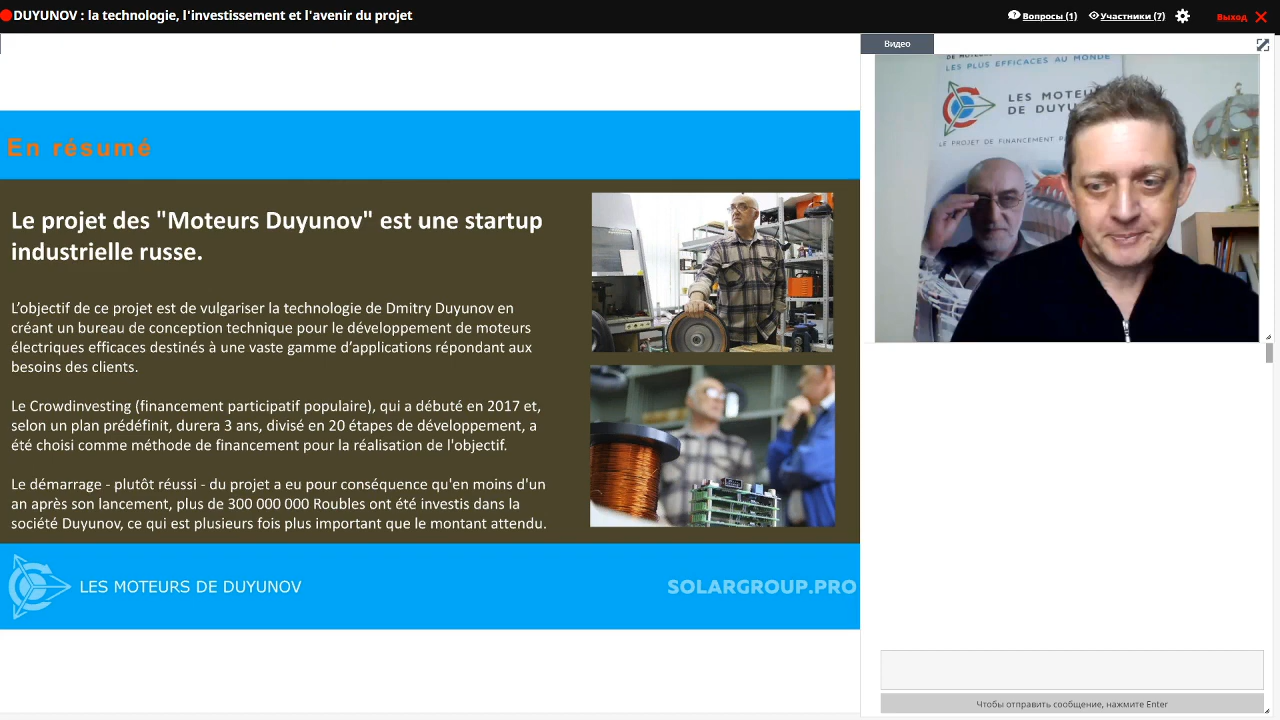 DUYUNOV : la technologie, l'investissement et l'avenir du projet
Вопросы (1)
Участники (7)
Выход
Видео
En résumé
Le projet des "Moteurs Duyunov" est une startup
industrielle russe.
L'objectif de ce projet est de vulgariser la technologie de Dmitry Duyunov en
créant un bureau de conception technique pour le développement de moteurs
électriques efficaces destinés à une vaste gamme d'applications répondant aux
besoins des clients.
Le Crowdinvesting (financement participatif populaire), qui a débuté en 2017 et,
selon un plan prédéfinit, durera 3 ans, divisé en 20 étapes de développement, a
été choisi comme méthode de financement pour la réalisation de l'objectif.
Le démarrage - plutôt réussi - du projet a eu pour conséquence qu'en moins d'un
an après son lancement, plus de 300 000 000 Roubles ont été investis dans la
société Duyunov, ce qui est plusieurs fois plus important que le montant attendu.
LES MOTEURS DE DUYUNOV
SOLARGROUP.PRO
LES PLUS EFFICACES AU MONDE
LES
DE
LE PROJET DE FINANCEMENT
Чтобы отправить сообщение, нажмите Enter